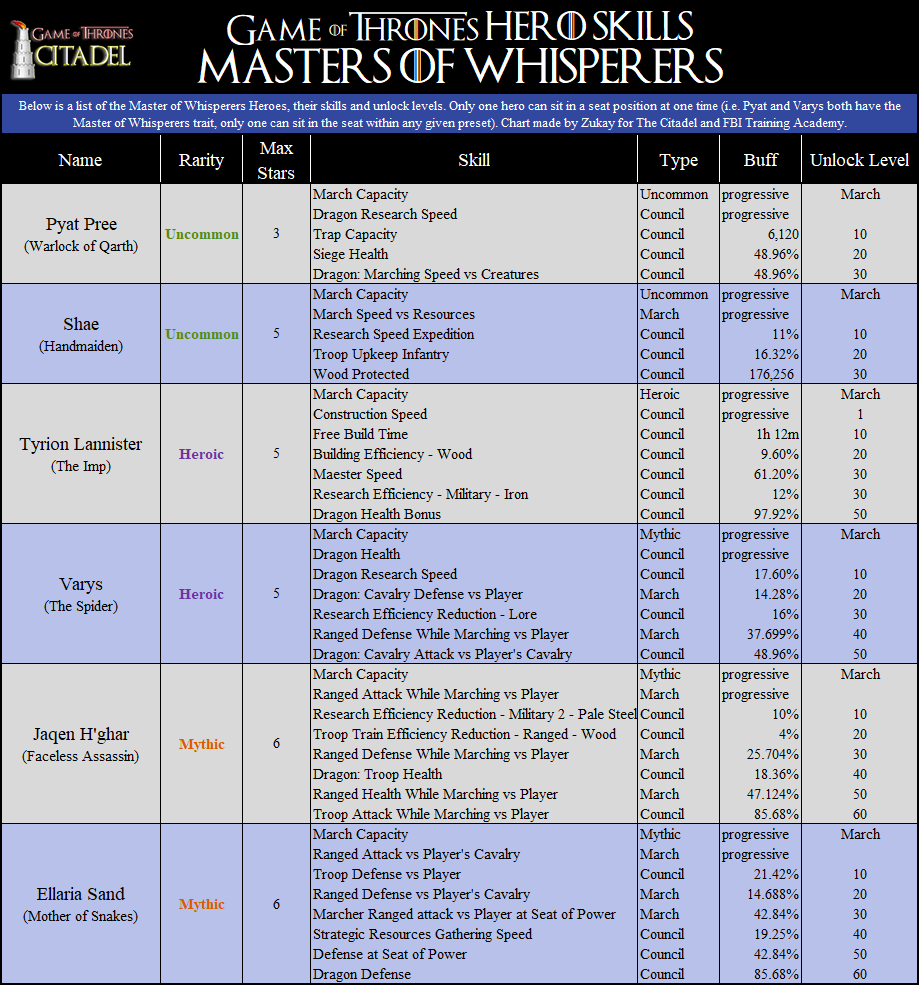 GAME OF THRONES
CITADEL
GAME OF THRONES HERO SKILLS
MASTERS OF WHISPERERS
Below is a list of the Master of Whisperers Heroes, their skills and unlock levels. Only one hero can sit in a seat position at one time (i.e. Pyat and Varys both have the
Master of Whisperers trait, only one can sit in the seat within any given preset). Chart made by Zukay for The Citadel and FBI Training Academy.
Name Rarity Max Stars Skill Type Buff Unlock Level
Pyat Pree
(Warlock of Qarth)
Uncommon
3
March Capacity Uncommon progressive March
Dragon Research Speed Council progressive
Trap Capacity Council 6,120 10
Siege Health Council 48.96% 20
Dragon: Marching Speed vs Creatures Council 48.96% 30
Shae
(Handmaiden)
Uncommon
5
March Capacity Uncommon progressive March
March Speed vs Resources March progressive
Research Speed Expedition Council 11% 10
Troop Upkeep Infantry Council 16.32% 20
Wood Protected Council 176,256 30
Tyrion Lannister
(The Imp)
Heroic
5
March Capacity Heroic progressive March
Construction Speed Council progressive 1
Free Build Time Council 1h 12m 10
Building Efficiency - Wood Council 9.60% 20
Maester Speed Council 61.20% 30
Research Efficiency - Military - Iron Council 12% 30
Dragon Health Bonus Council 97.92% 50
Varys
(The Spider)
Heroic
5
March Capacity Mythic progressive March
Dragon Health Council progressive
Dragon Research Speed Council 17.60% 10
Dragon: Cavalry Defense vs Player March 14.28% 20
Research Efficiency Reduction - Lore Council 16% 30
Ranged Defense While Marching vs Player March 37.699% 40
Dragon: Cavalry Attack vs Player's Cavalry Council 48.96% 50
Jaqen H'ghar
(Faceless Assassin)
Mythic
6
March Capacity Mythic progressive March
Ranged Attack While Marching vs Player March progressive
Research Efficiency Reduction - Military 2 - Pale Steel Council 10% 10
Troop Train Efficiency Reduction - Ranged - Wood Council 4% 20
Ranged Defense While Marching vs Player March 25.704% 30
Dragon: Troop Health Council 18.36% 40
Ranged Health While Marching vs Player March 47.124% 50
Troop Attack While Marching vs Player Council 85.68% 60
Ellaria Sand
(Mother of Snakes)
Mythic
6
March Capacity Mythic progressive March
Ranged Attack vs Player's Cavalry March progressive
Troop Defense vs Player Council 21.42% 10
Ranged Defense vs Player's Cavalry March 14.688% 20
Marcher Ranged attack vs Player at Seat of Power March 42.84% 30
Strategic Resources Gathering Speed Council 19.25% 40
Defense at Seat of Power Council 42.84% 50
Dragon Defense Council 85.68% 60